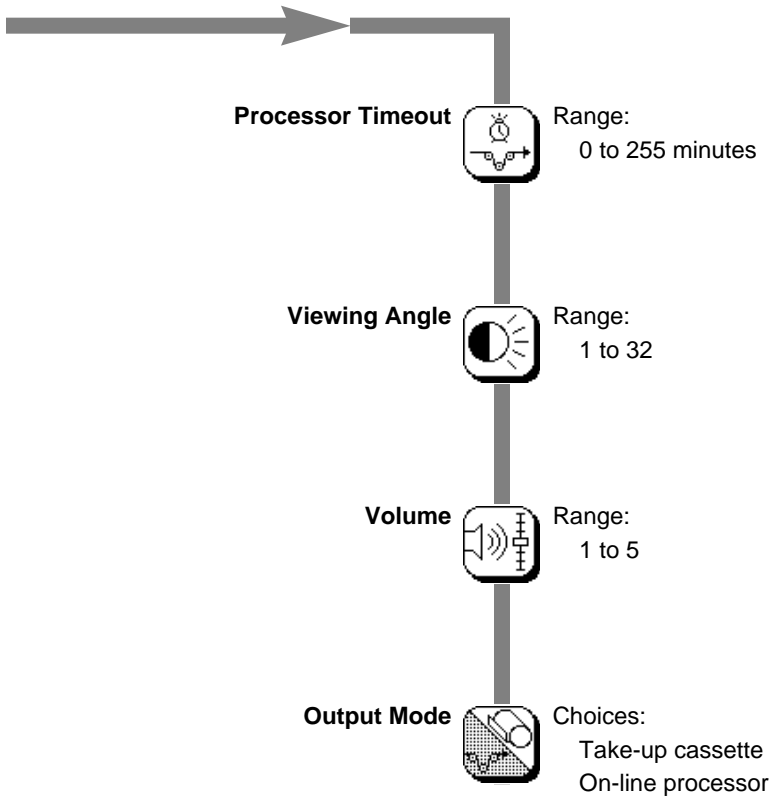 Processor Timeout
Range:
0 to 255 minutes
Viewing Angle
Range:
1 to 32
Volume
Range:
1 to 5
Output Mode
Choices:
Take-up cassette
On-line processor